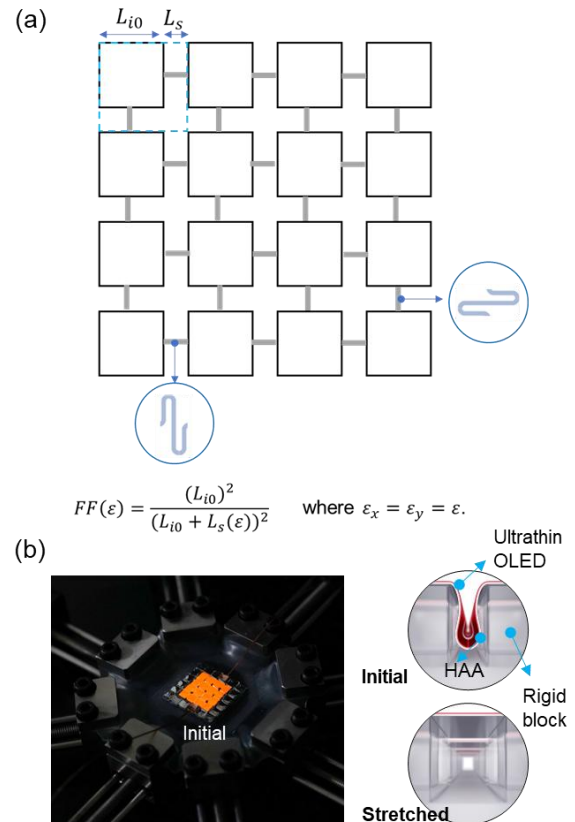 (a)
L_{i0} L_s
FF(ε) = (L_{i0})² / (L_{i0} + L_s(ε))² where ε_x = ε_y = ε.
(b)
Ultrathin
OLED
Initial
HAA
Initial
Rigid
block
Stretched